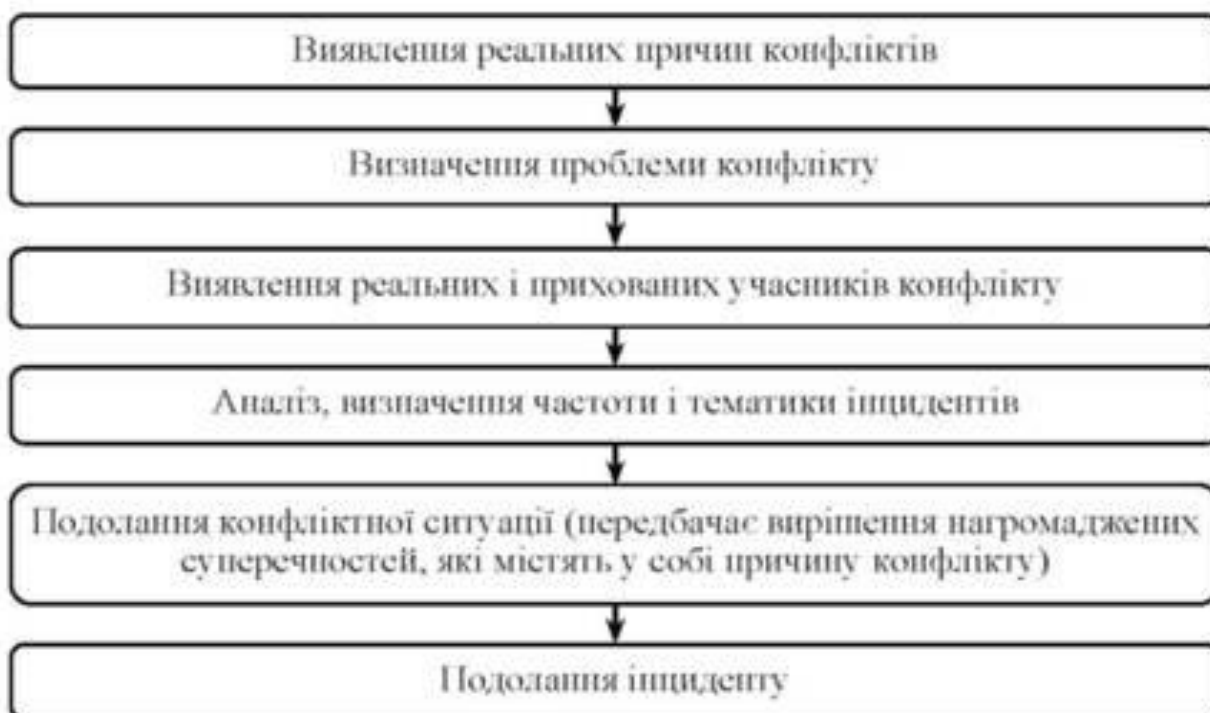 Виявлення реальних причин конфліктів
Визначення проблеми конфлікту
Виявлення реальних і прихованих учасників конфлікту
Аналіз, визначення частоти і тематики інцидентів
Подолання конфліктної ситуації (передбачає вирішення нагромаджених
суперечностей, які містять у собі причину конфлікту)
Подолання інциденту